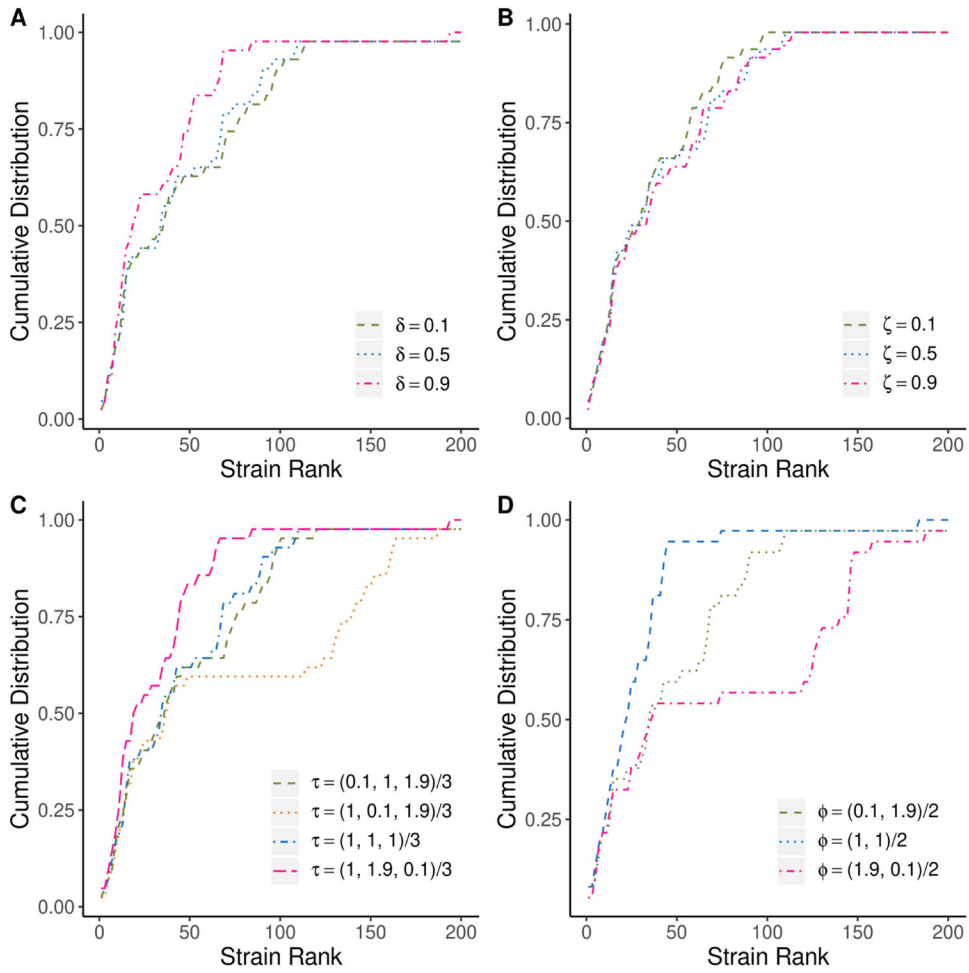 A
Cumulative Distribution
1.00
0.75
0.50
0.25
0.00
δ = 0.1
δ = 0.5
δ = 0.9
0 50 100 150 200
Strain Rank
B
Cumulative Distribution
1.00
0.75
0.50
0.25
0.00
ζ = 0.1
ζ = 0.5
ζ = 0.9
0 50 100 150 200
Strain Rank
C
Cumulative Distribution
1.00
0.75
0.50
0.25
0.00
τ = (0.1, 1, 1.9)/3
τ = (1, 0.1, 1.9)/3
τ = (1, 1, 1)/3
τ = (1, 1.9, 0.1)/3
0 50 100 150 200
Strain Rank
D
Cumulative Distribution
1.00
0.75
0.50
0.25
ϕ = (0.1, 1.9)/2
ϕ = (1, 1)/2
ϕ = (1.9, 0.1)/2
0 50 100 150 200
Strain Rank